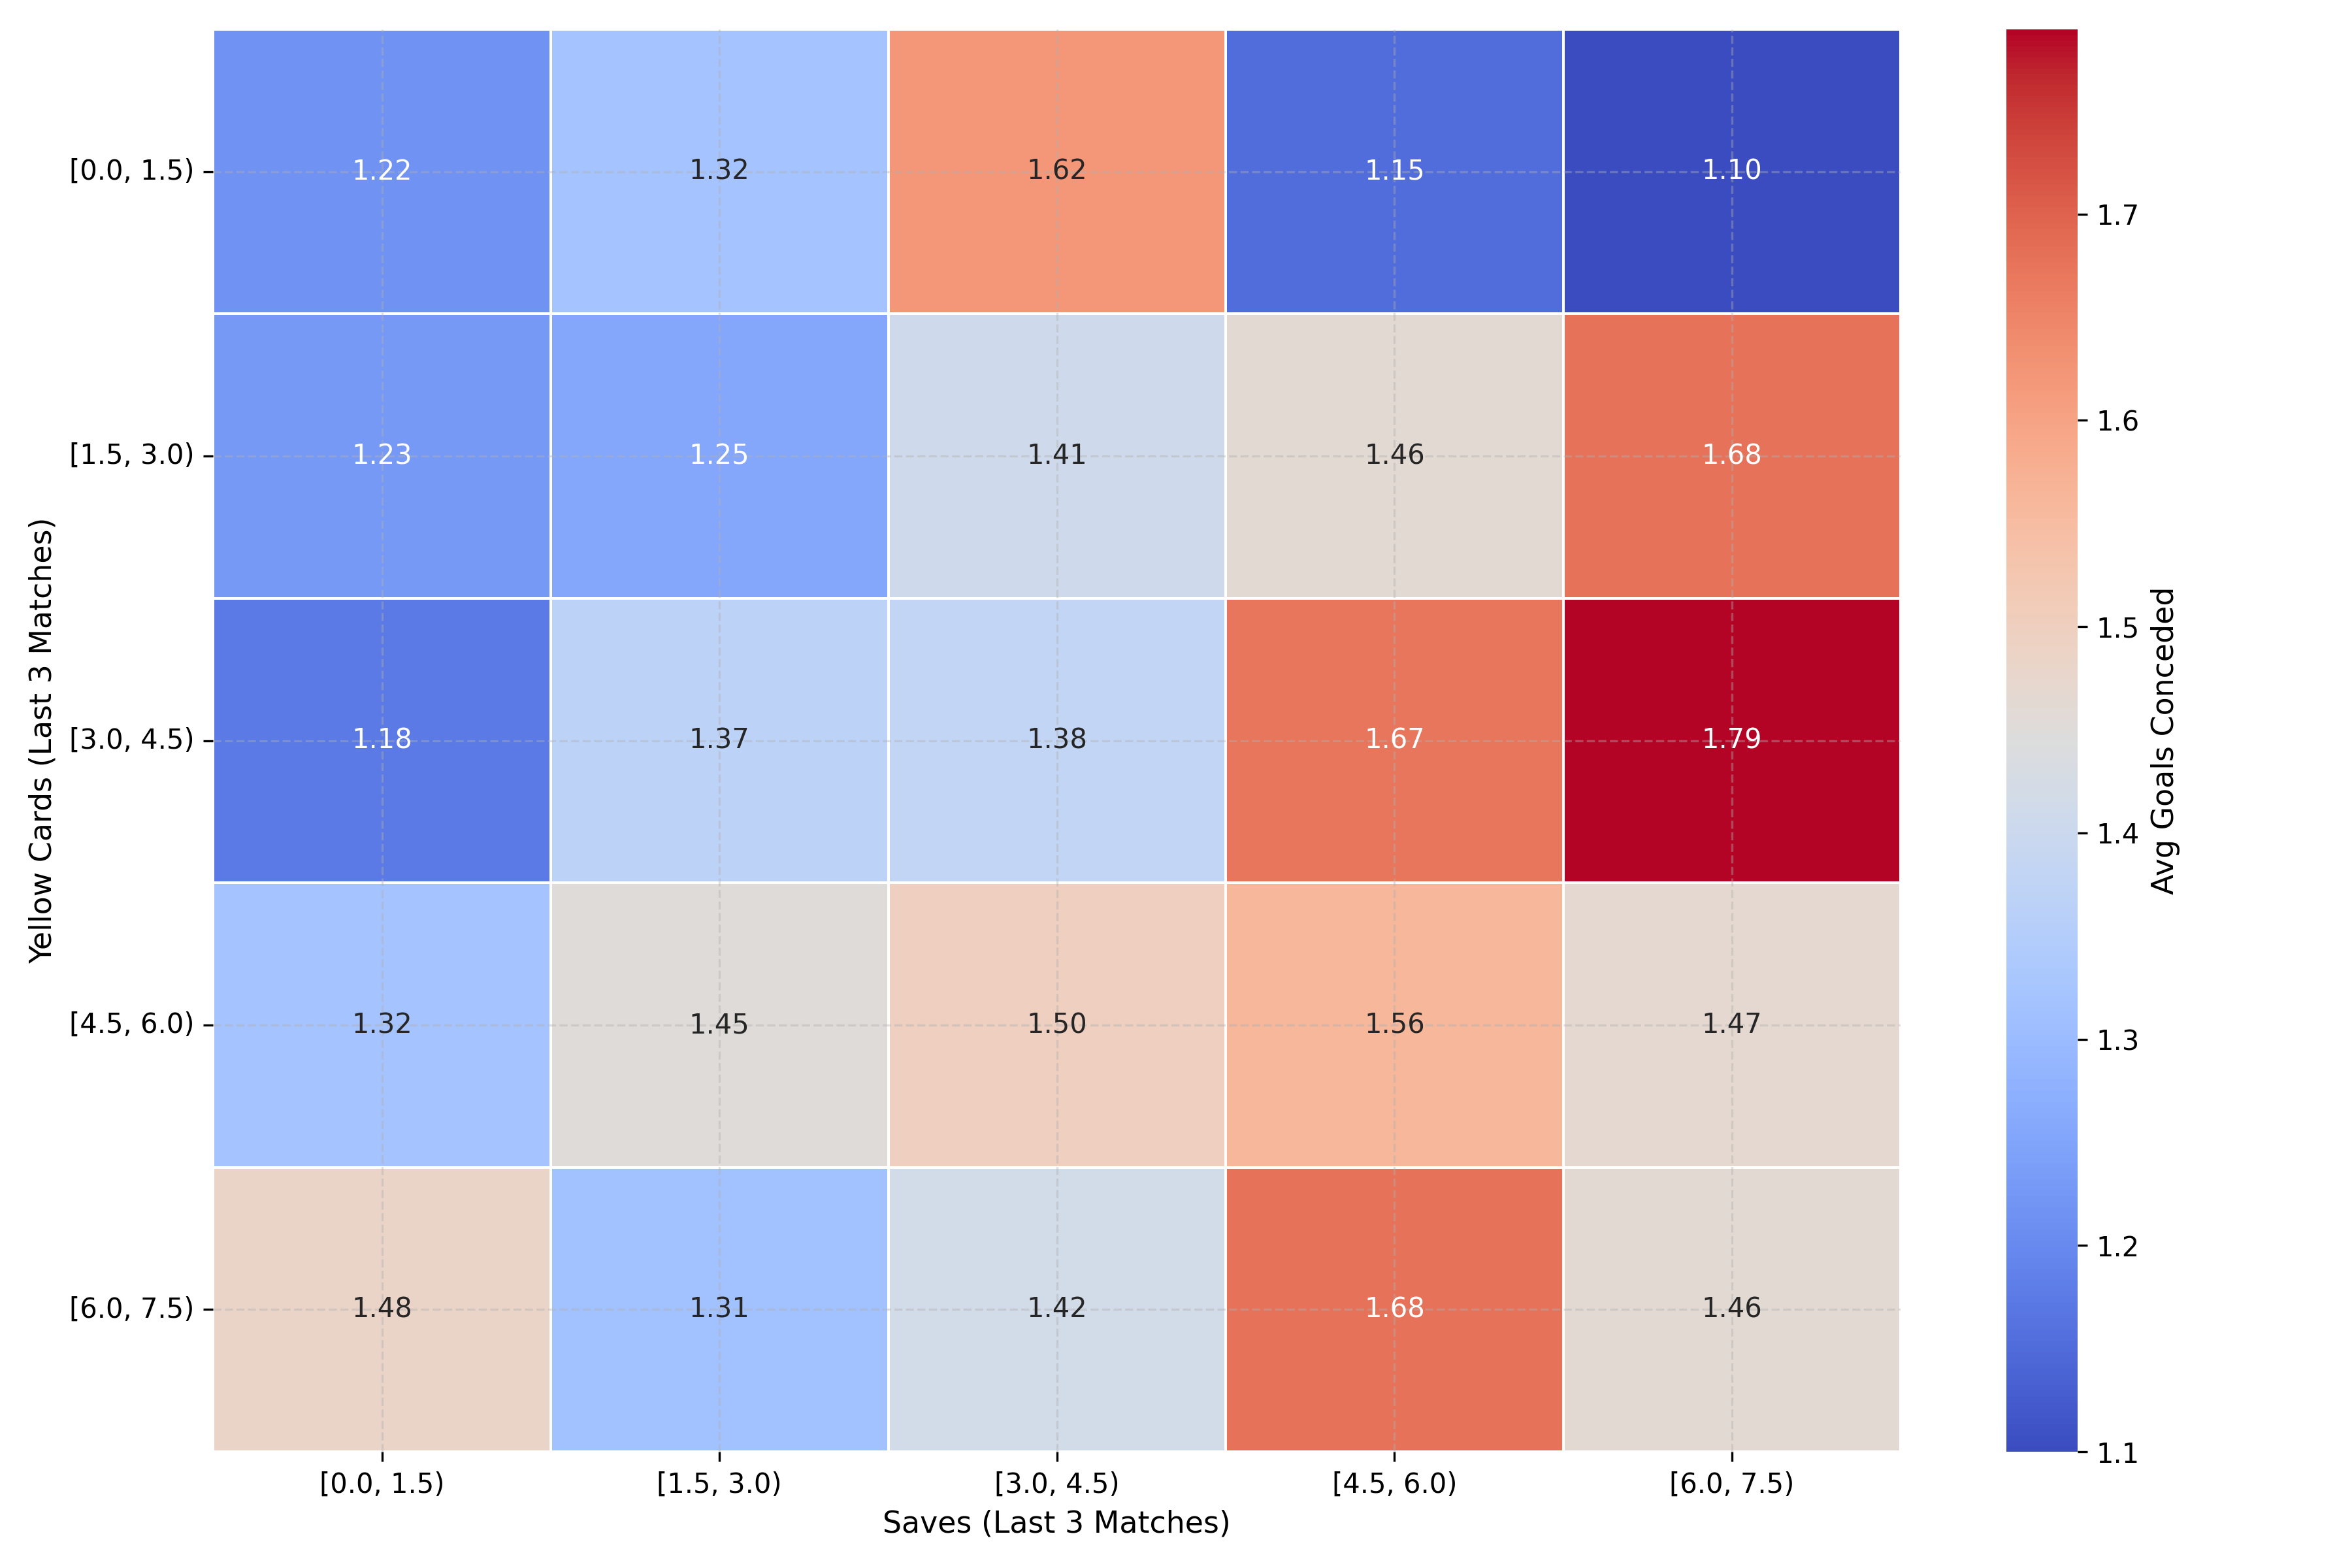 [0.0, 1.5) 1.22 1.32 1.62 1.15 1.10
[1.5, 3.0) 1.23 1.25 1.41 1.46 1.68
[3.0, 4.5) 1.18 1.37 1.38 1.67 1.79
[4.5, 6.0) 1.32 1.45 1.50 1.56 1.47
[6.0, 7.5) 1.48 1.31 1.42 1.68 1.46
[0.0, 1.5) [1.5, 3.0) [3.0, 4.5) [4.5, 6.0) [6.0, 7.5)
Saves (Last 3 Matches)
Yellow Cards (Last 3 Matches)
1.7
1.6
1.5
1.4
1.3
1.2
1.1
Avg Goals Conceded